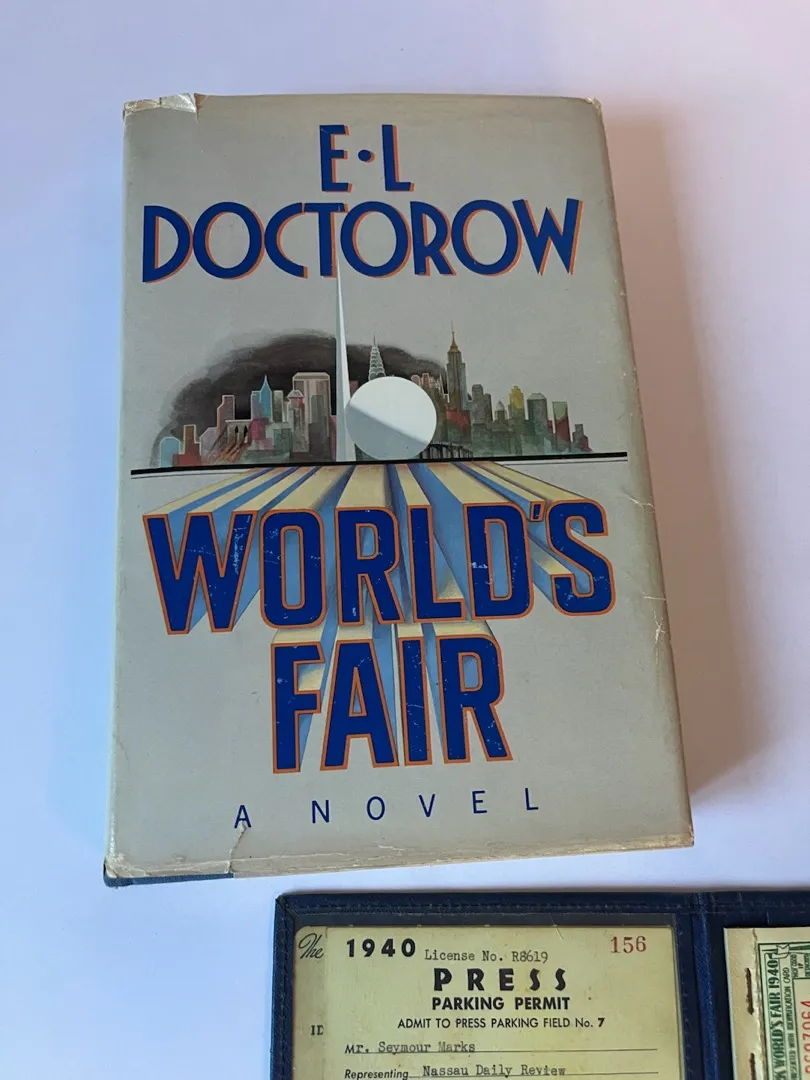 E·L
DOCTOROW
WORLD'S
FAIR
A NOVEL
The 1940 License No. R8619 156
PRESS
PARKING PERMIT
ADMIT TO PRESS PARKING FIELD No. 7
ID
Mr. Seymour Marks
Representing Nassau Daily Review
K WORLD'S FAIR 1940